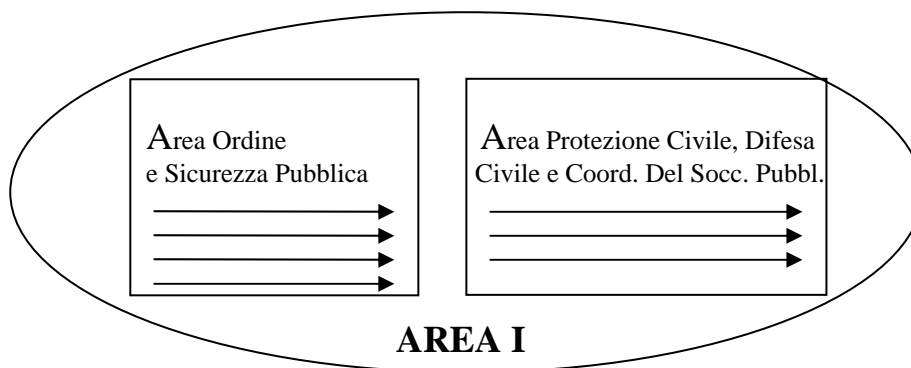 Area Ordine
e Sicurezza Pubblica
Area Protezione Civile, Difesa
Civile e Coord. Del Socc. Pubbl.
AREA I